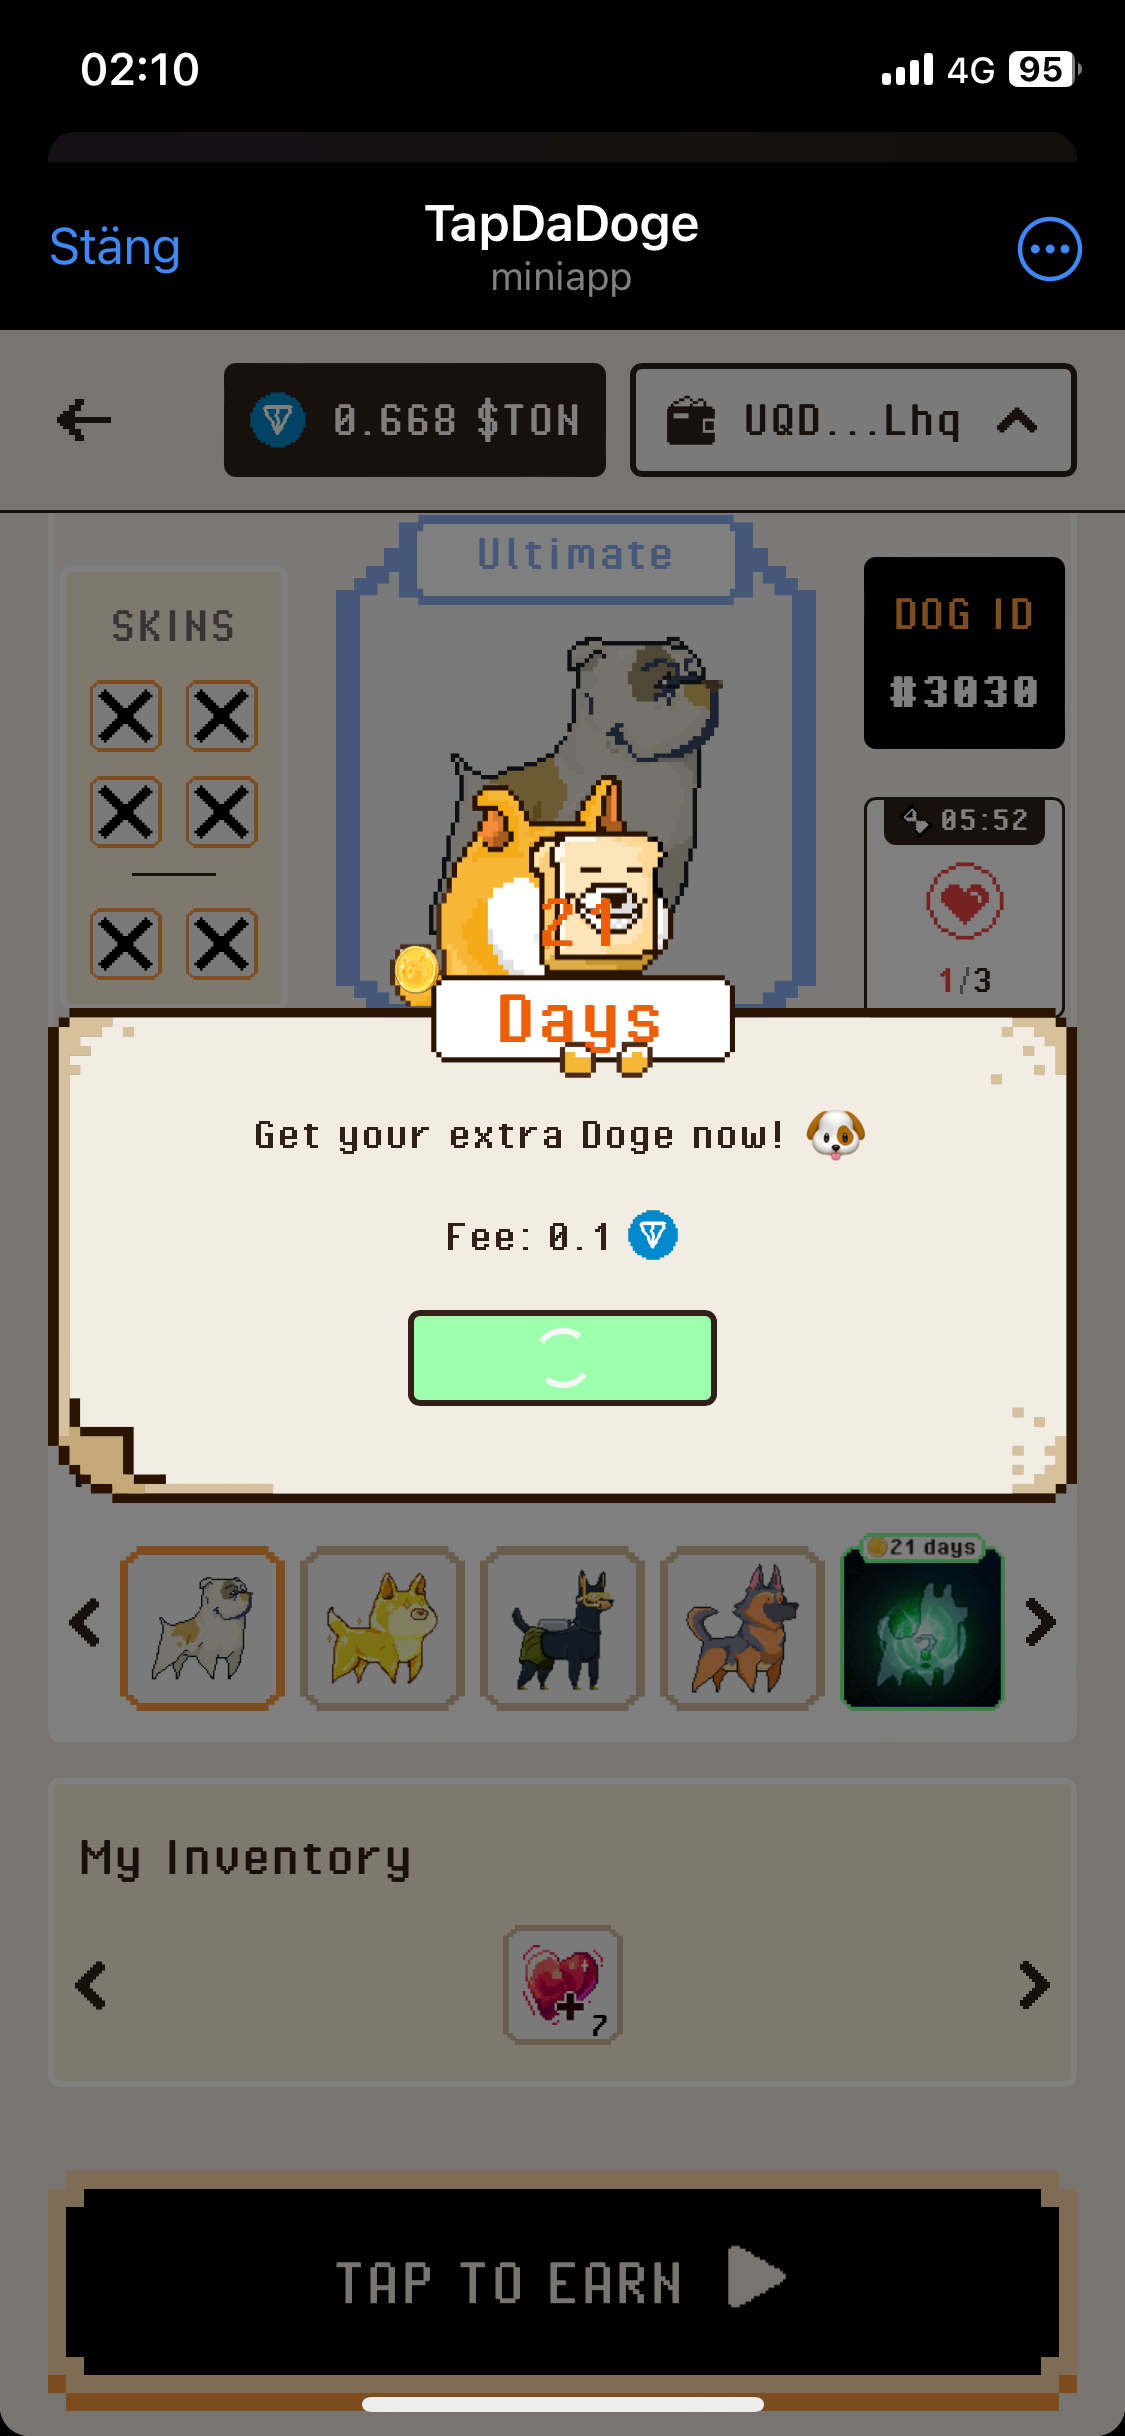 02:10
4G 95
Stäng
TapDaDoge
miniapp
0.668 $TON
UQD...Lhq
Ultimate
SKINS
DOG ID
#3030
05:52
1/3
21
Days
Get your extra Doge now!
Fee: 0.1
21 days
My Inventory
7
TAP TO EARN